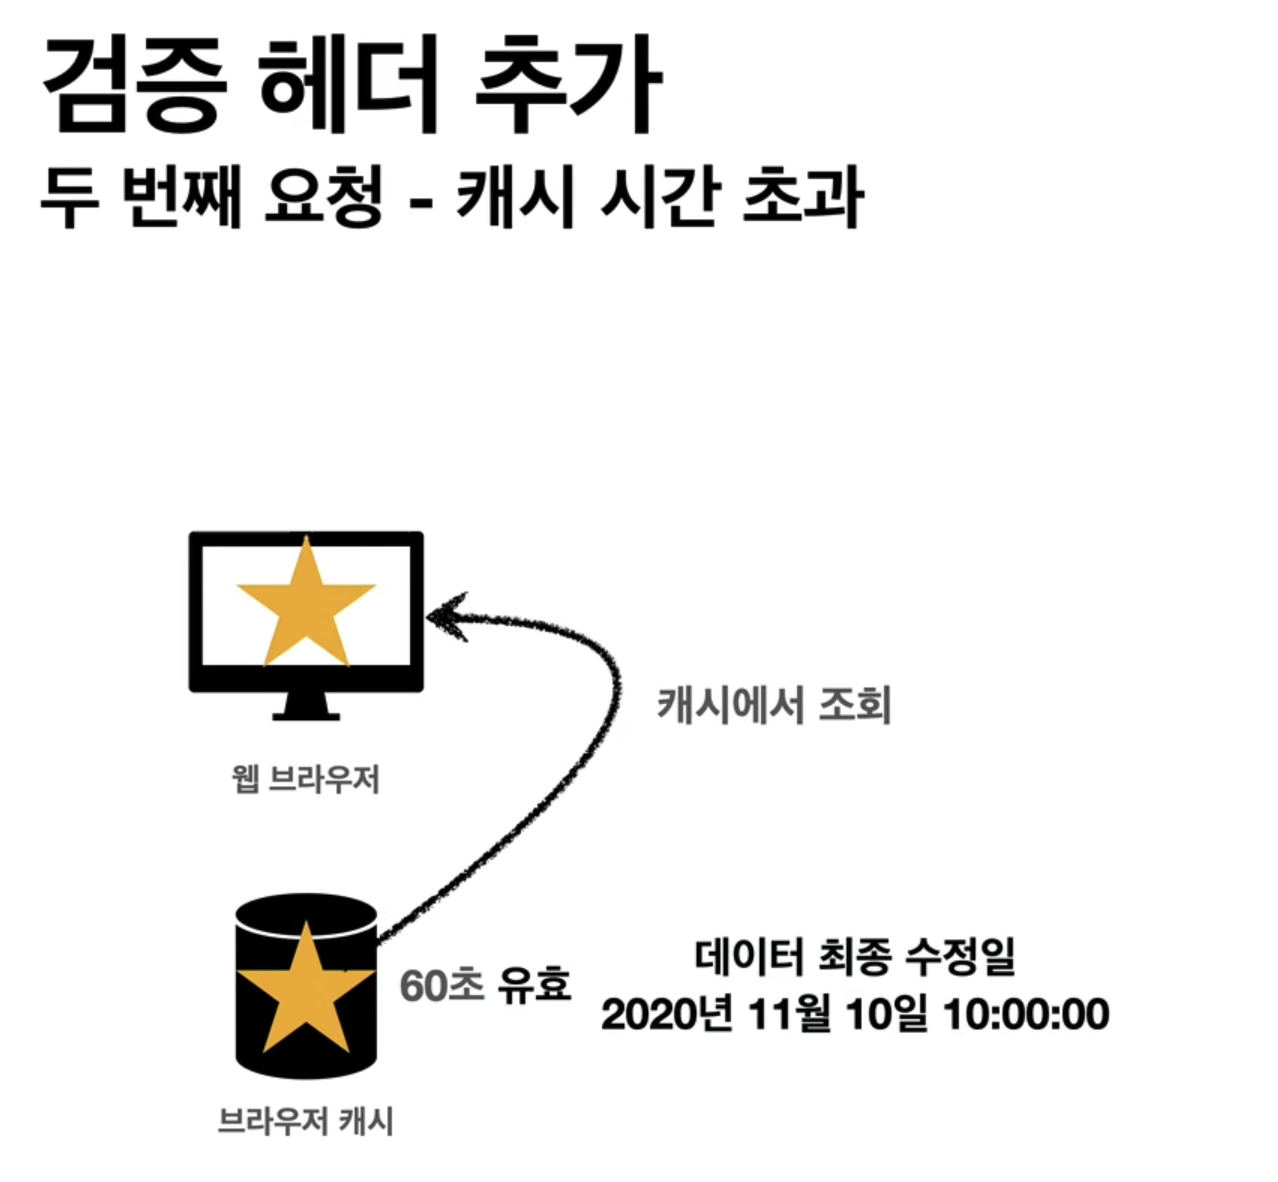 검증 헤더 추가
두 번째 요청 - 캐시 시간 초과
캐시에서 조회
웹 브라우저
60초 유효
데이터 최종 수정일
2020년 11월 10일 10:00:00
브라우저 캐시